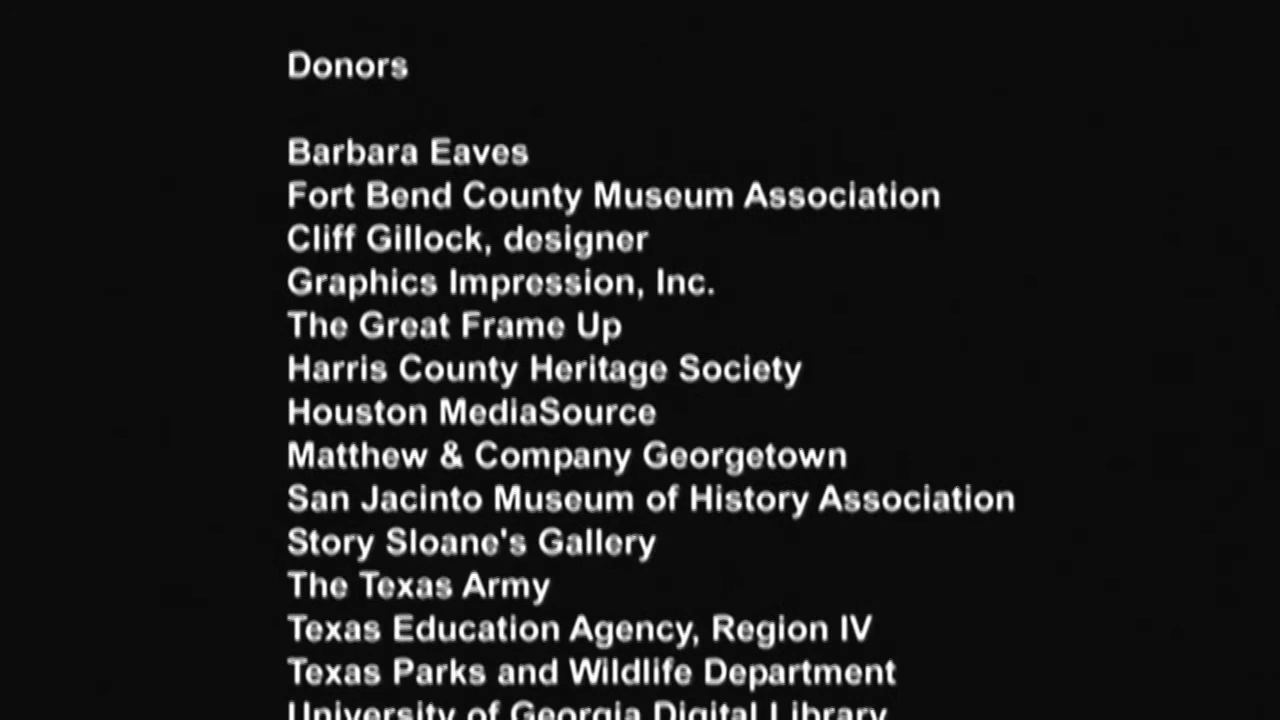 Donors
Barbara Eaves
Fort Bend County Museum Association
Cliff Gillock, designer
Graphics Impression, Inc.
The Great Frame Up
Harris County Heritage Society
Houston MediaSource
Matthew & Company Georgetown
San Jacinto Museum of History Association
Story Sloane's Gallery
The Texas Army
Texas Education Agency, Region IV
Texas Parks and Wildlife Department
University of Georgia Digital Library